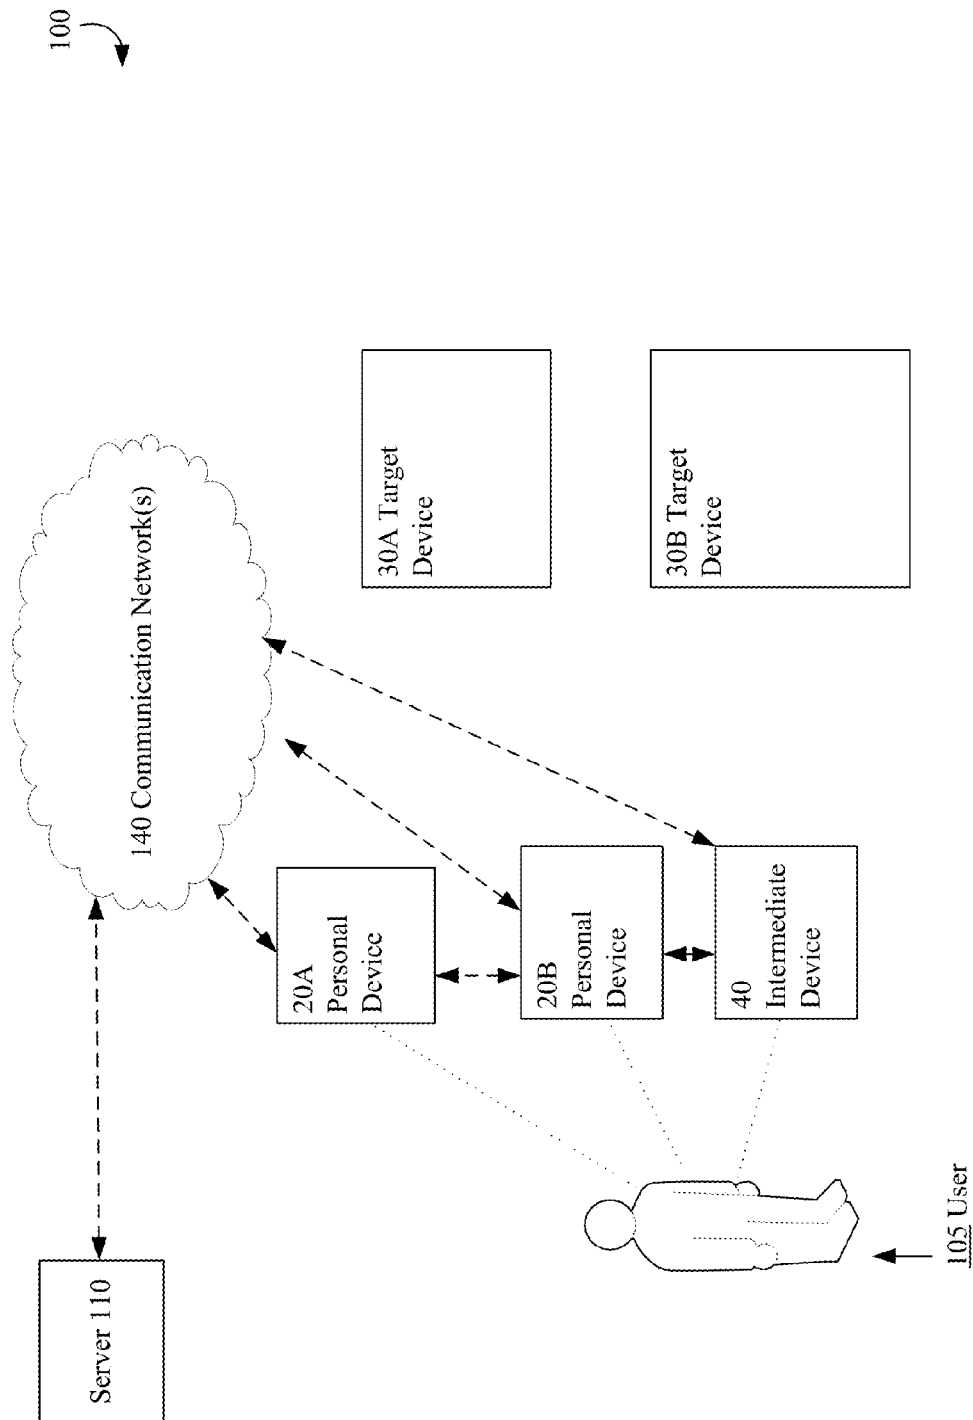 100
Server 110
140 Communication Network(s)
20A
Personal
Device
20B
Personal
Device
40
Intermediate
Device
30A Target
Device
30B Target
Device
105 User